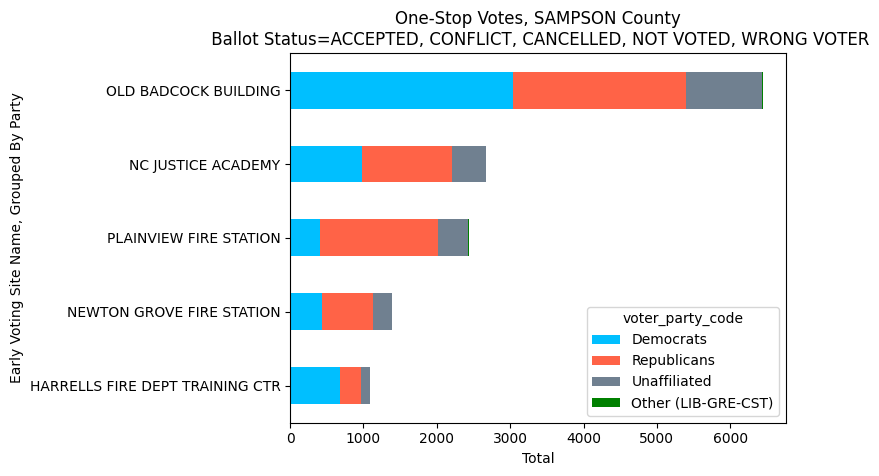 One-Stop Votes, SAMPSON County
Ballot Status=ACCEPTED, CONFLICT, CANCELLED, NOT VOTED, WRONG VOTER
Early Voting Site Name, Grouped By Party
OLD BADCOCK BUILDING
NC JUSTICE ACADEMY
PLAINVIEW FIRE STATION
NEWTON GROVE FIRE STATION
HARRELLS FIRE DEPT TRAINING CTR
voter_party_code
Democrats
Republicans
Unaffiliated
Other (LIB-GRE-CST)
0 1000 2000 3000 4000 5000 6000
Total